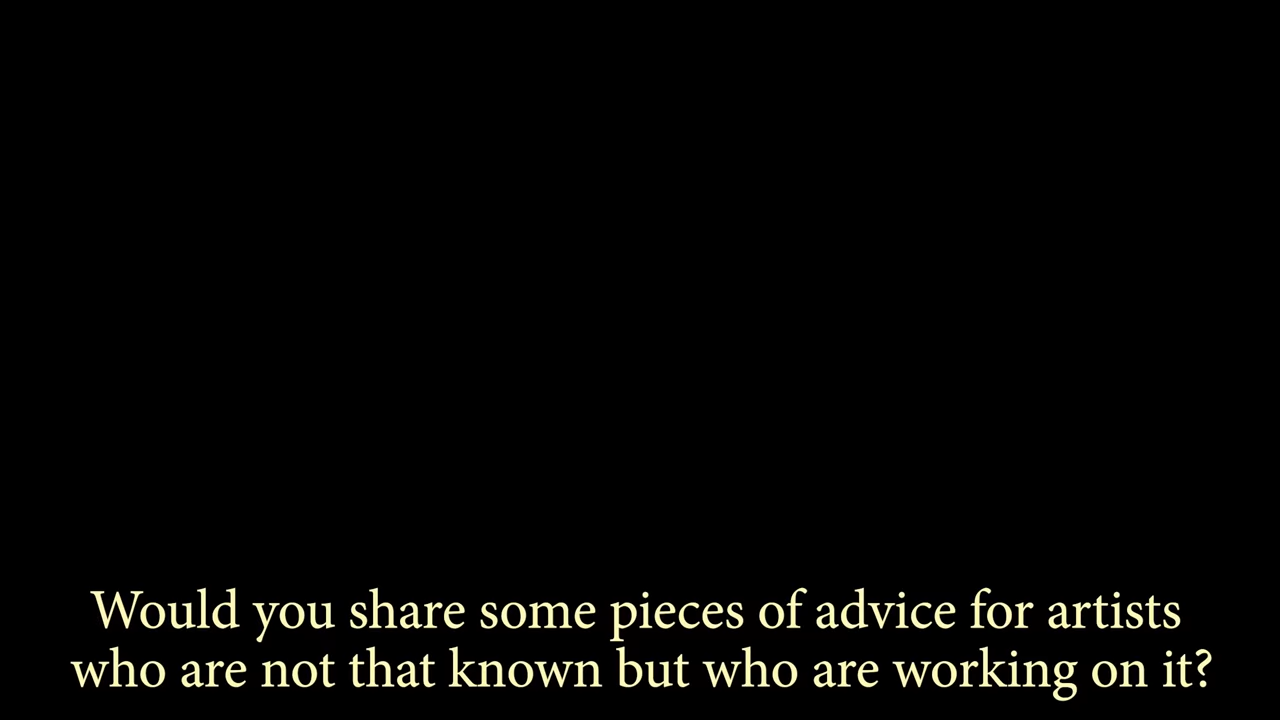 Would you share some pieces of advice for artists
who are not that known but who are working on it?